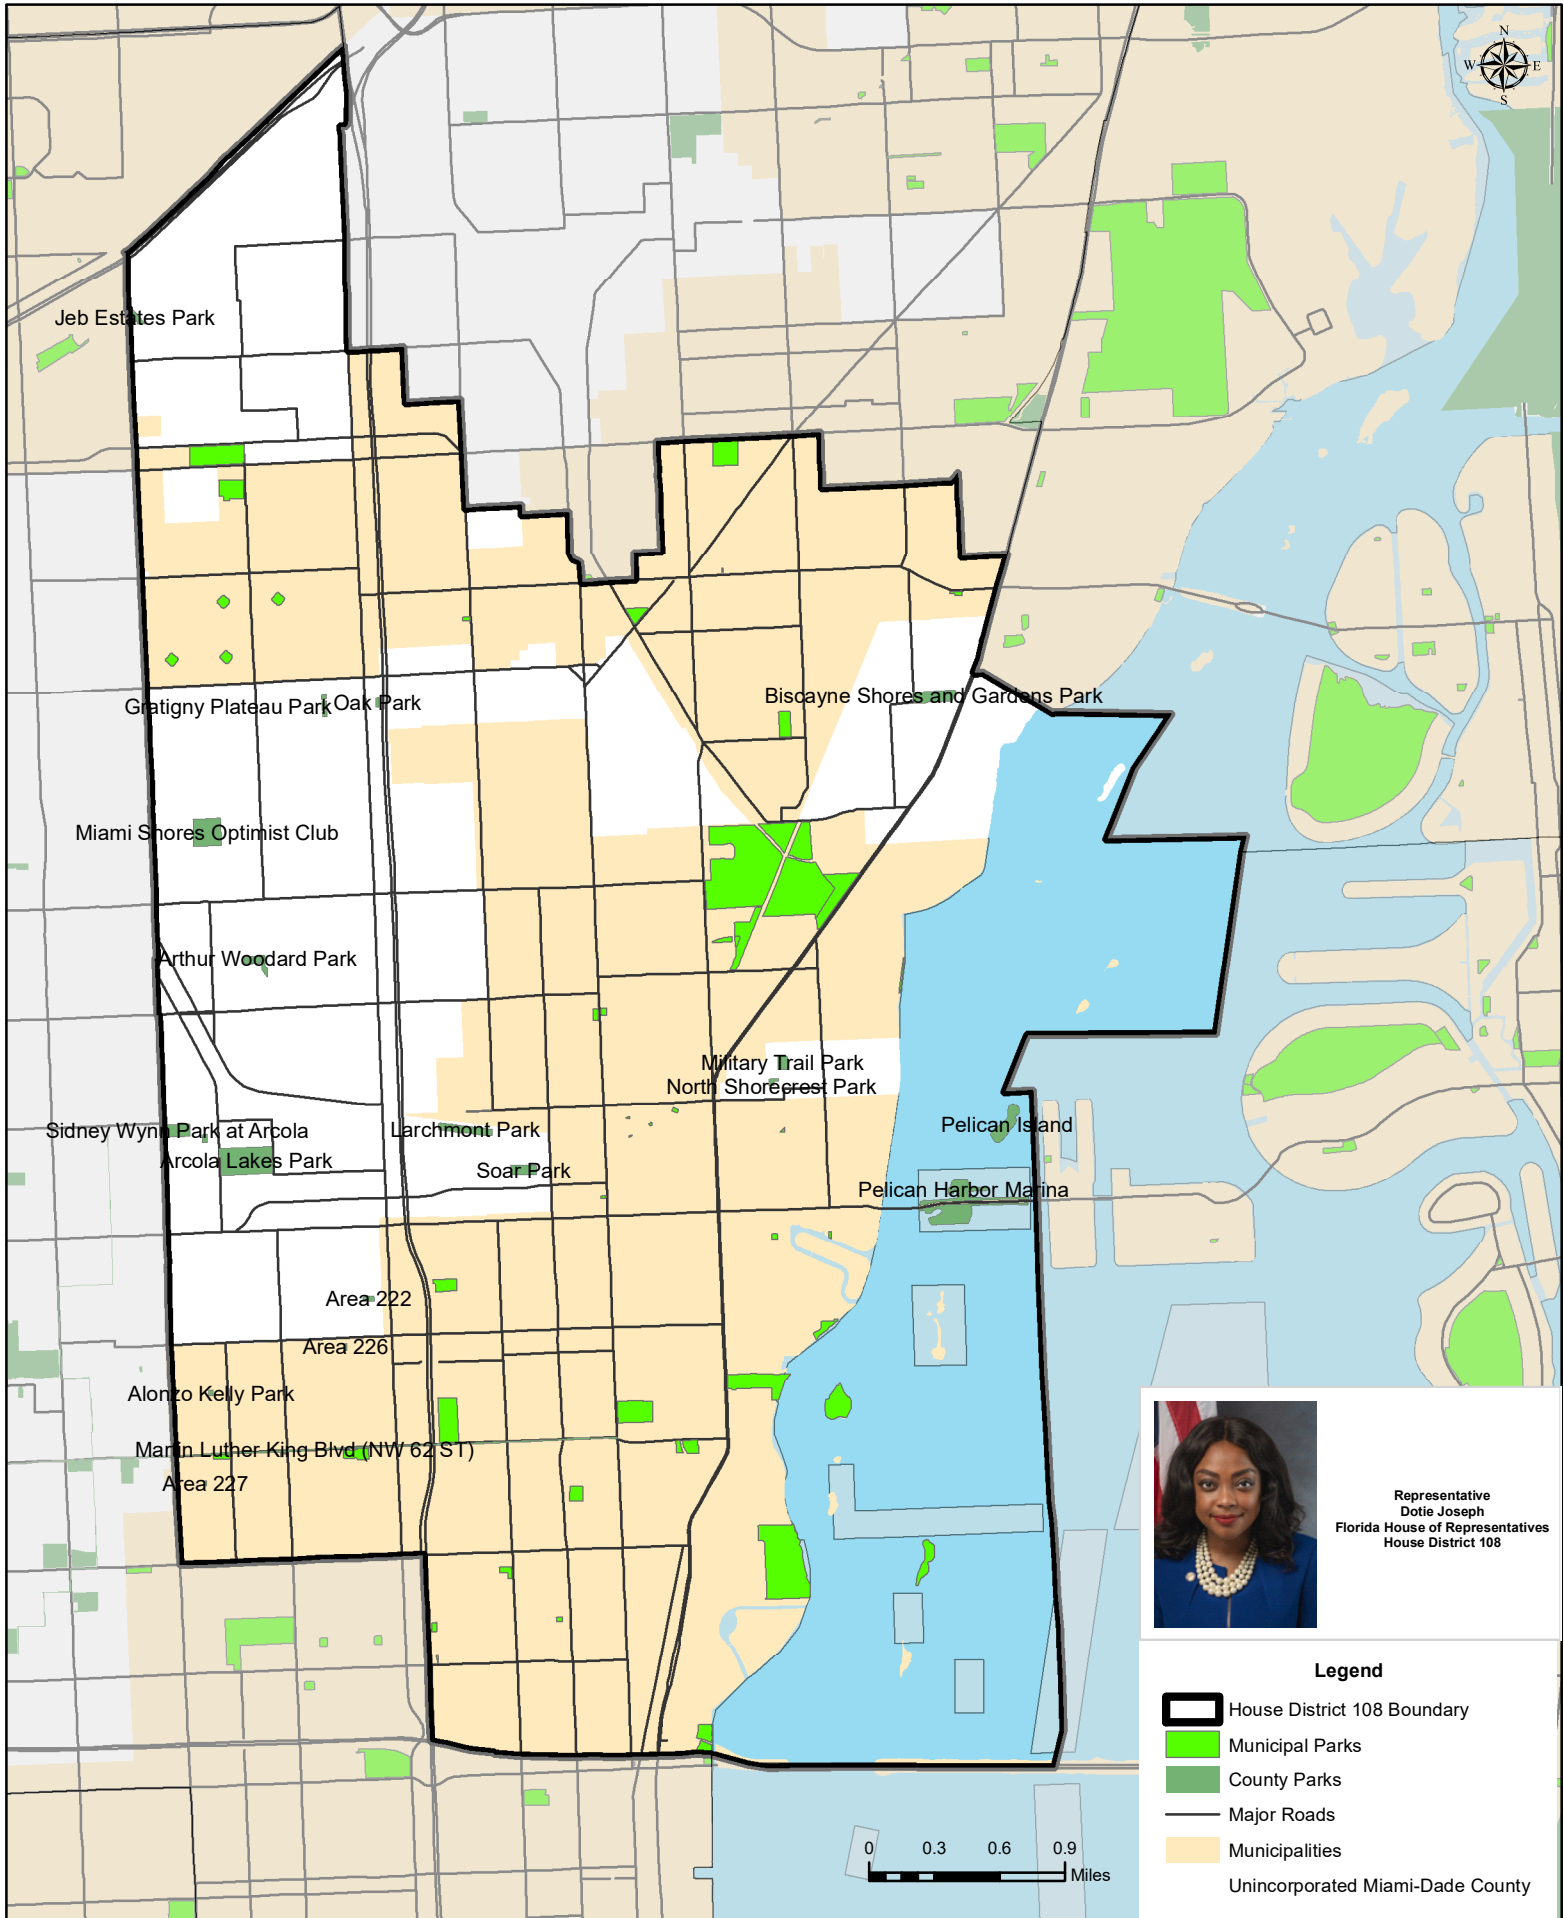 N
W E
S
Jeb Estates Park
Biscayne Shores and Gardens Park
Gratigny Plateau Park Oak Park
Miami Shores Optimist Club
Arthur Woodard Park
Military Trail Park
North Shorecrest Park
Pelican Island
Sidney Wynn Park at Arcola
Larchmont Park
Arcola Lakes Park
Soar Park
Pelican Harbor Marina
Area 222
Area 226
Alonzo Kelly Park
Martin Luther King Blvd (NW 62 ST)
Area 227
Representative
Dotie Joseph
Florida House of Representatives
House District 108
Legend
House District 108 Boundary
Municipal Parks
County Parks
Major Roads
Municipalities
Unincorporated Miami-Dade County
0 0.3 0.6 0.9
Miles